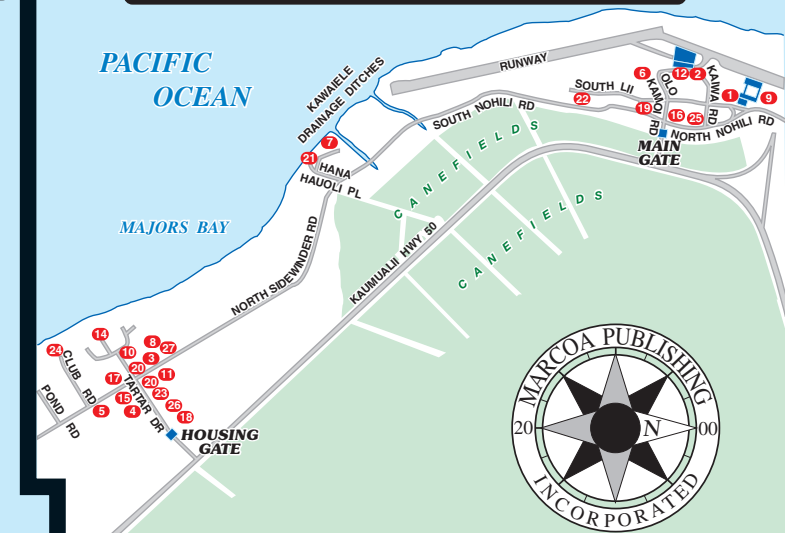 PACIFIC
OCEAN
KAWAIELE
DRAINAGE DITCHES
RUNWAY
SOUTH LII
SOUTH NOHILI RD
6
12
2
OLO
KAMOI RD
KAIWA RD
1
9
22
19
16
25
NORTH NOHILI RD
MAIN
GATE
7
21
HANA
HAUOLI PL
CANEFIELDS
CANEFIELDS
MAJORS BAY
NORTH SIDEWINDER RD
KAUMUALII HWY 50
14
8
27
24
10
3
20
11
17
20
23
15
26
5
4
18
CLUB RD
TARTAR DR
POND RD
HOUSING
GATE
MARCOA PUBLISHING
20
N
00
INCORPORATED